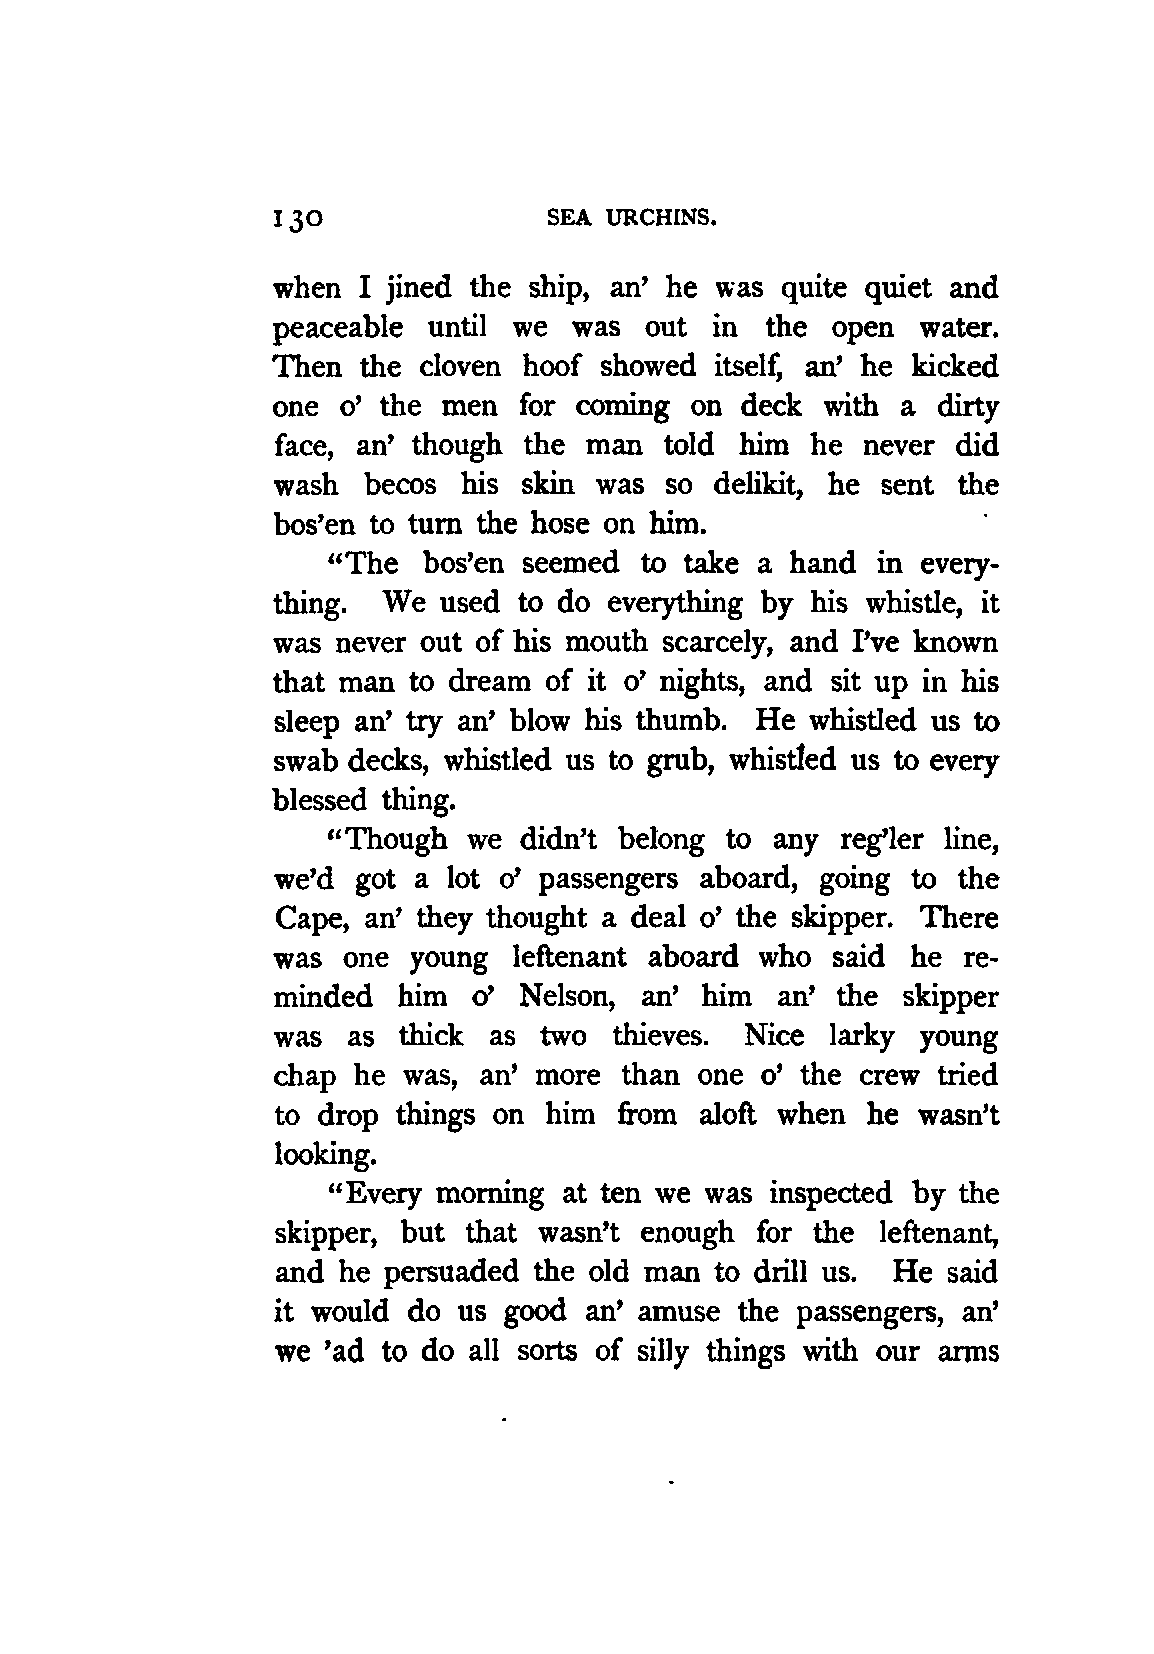 130 SEA URCHINS.
when I jined the ship, an' he was quite quiet and
peaceable until we was out in the open water.
Then the cloven hoof showed itself, an' he kicked
one o' the men for coming on deck with a dirty
face, an' though the man told him he never did
wash becos his skin was so delikit, he sent the
bos'en to turn the hose on him.
"The bos'en seemed to take a hand in every-
thing. We used to do everything by his whistle, it
was never out of his mouth scarcely, and I've known
that man to dream of it o' nights, and sit up in his
sleep an' try an' blow his thumb. He whistled us to
swab decks, whistled us to grub, whistled us to every
blessed thing.
"Though we didn't belong to any reg'ler line,
we'd got a lot o' passengers aboard, going to the
Cape, an' they thought a deal o' the skipper. There
was one young leftenant aboard who said he re-
minded him o' Nelson, an' him an' the skipper
was as thick as two thieves. Nice larky young
chap he was, an' more than one o' the crew tried
to drop things on him from aloft when he wasn't
looking.
"Every morning at ten we was inspected by the
skipper, but that wasn't enough for the leftenant,
and he persuaded the old man to drill us. He said
it would do us good an' amuse the passengers, an'
we 'ad to do all sorts of silly things with our arms